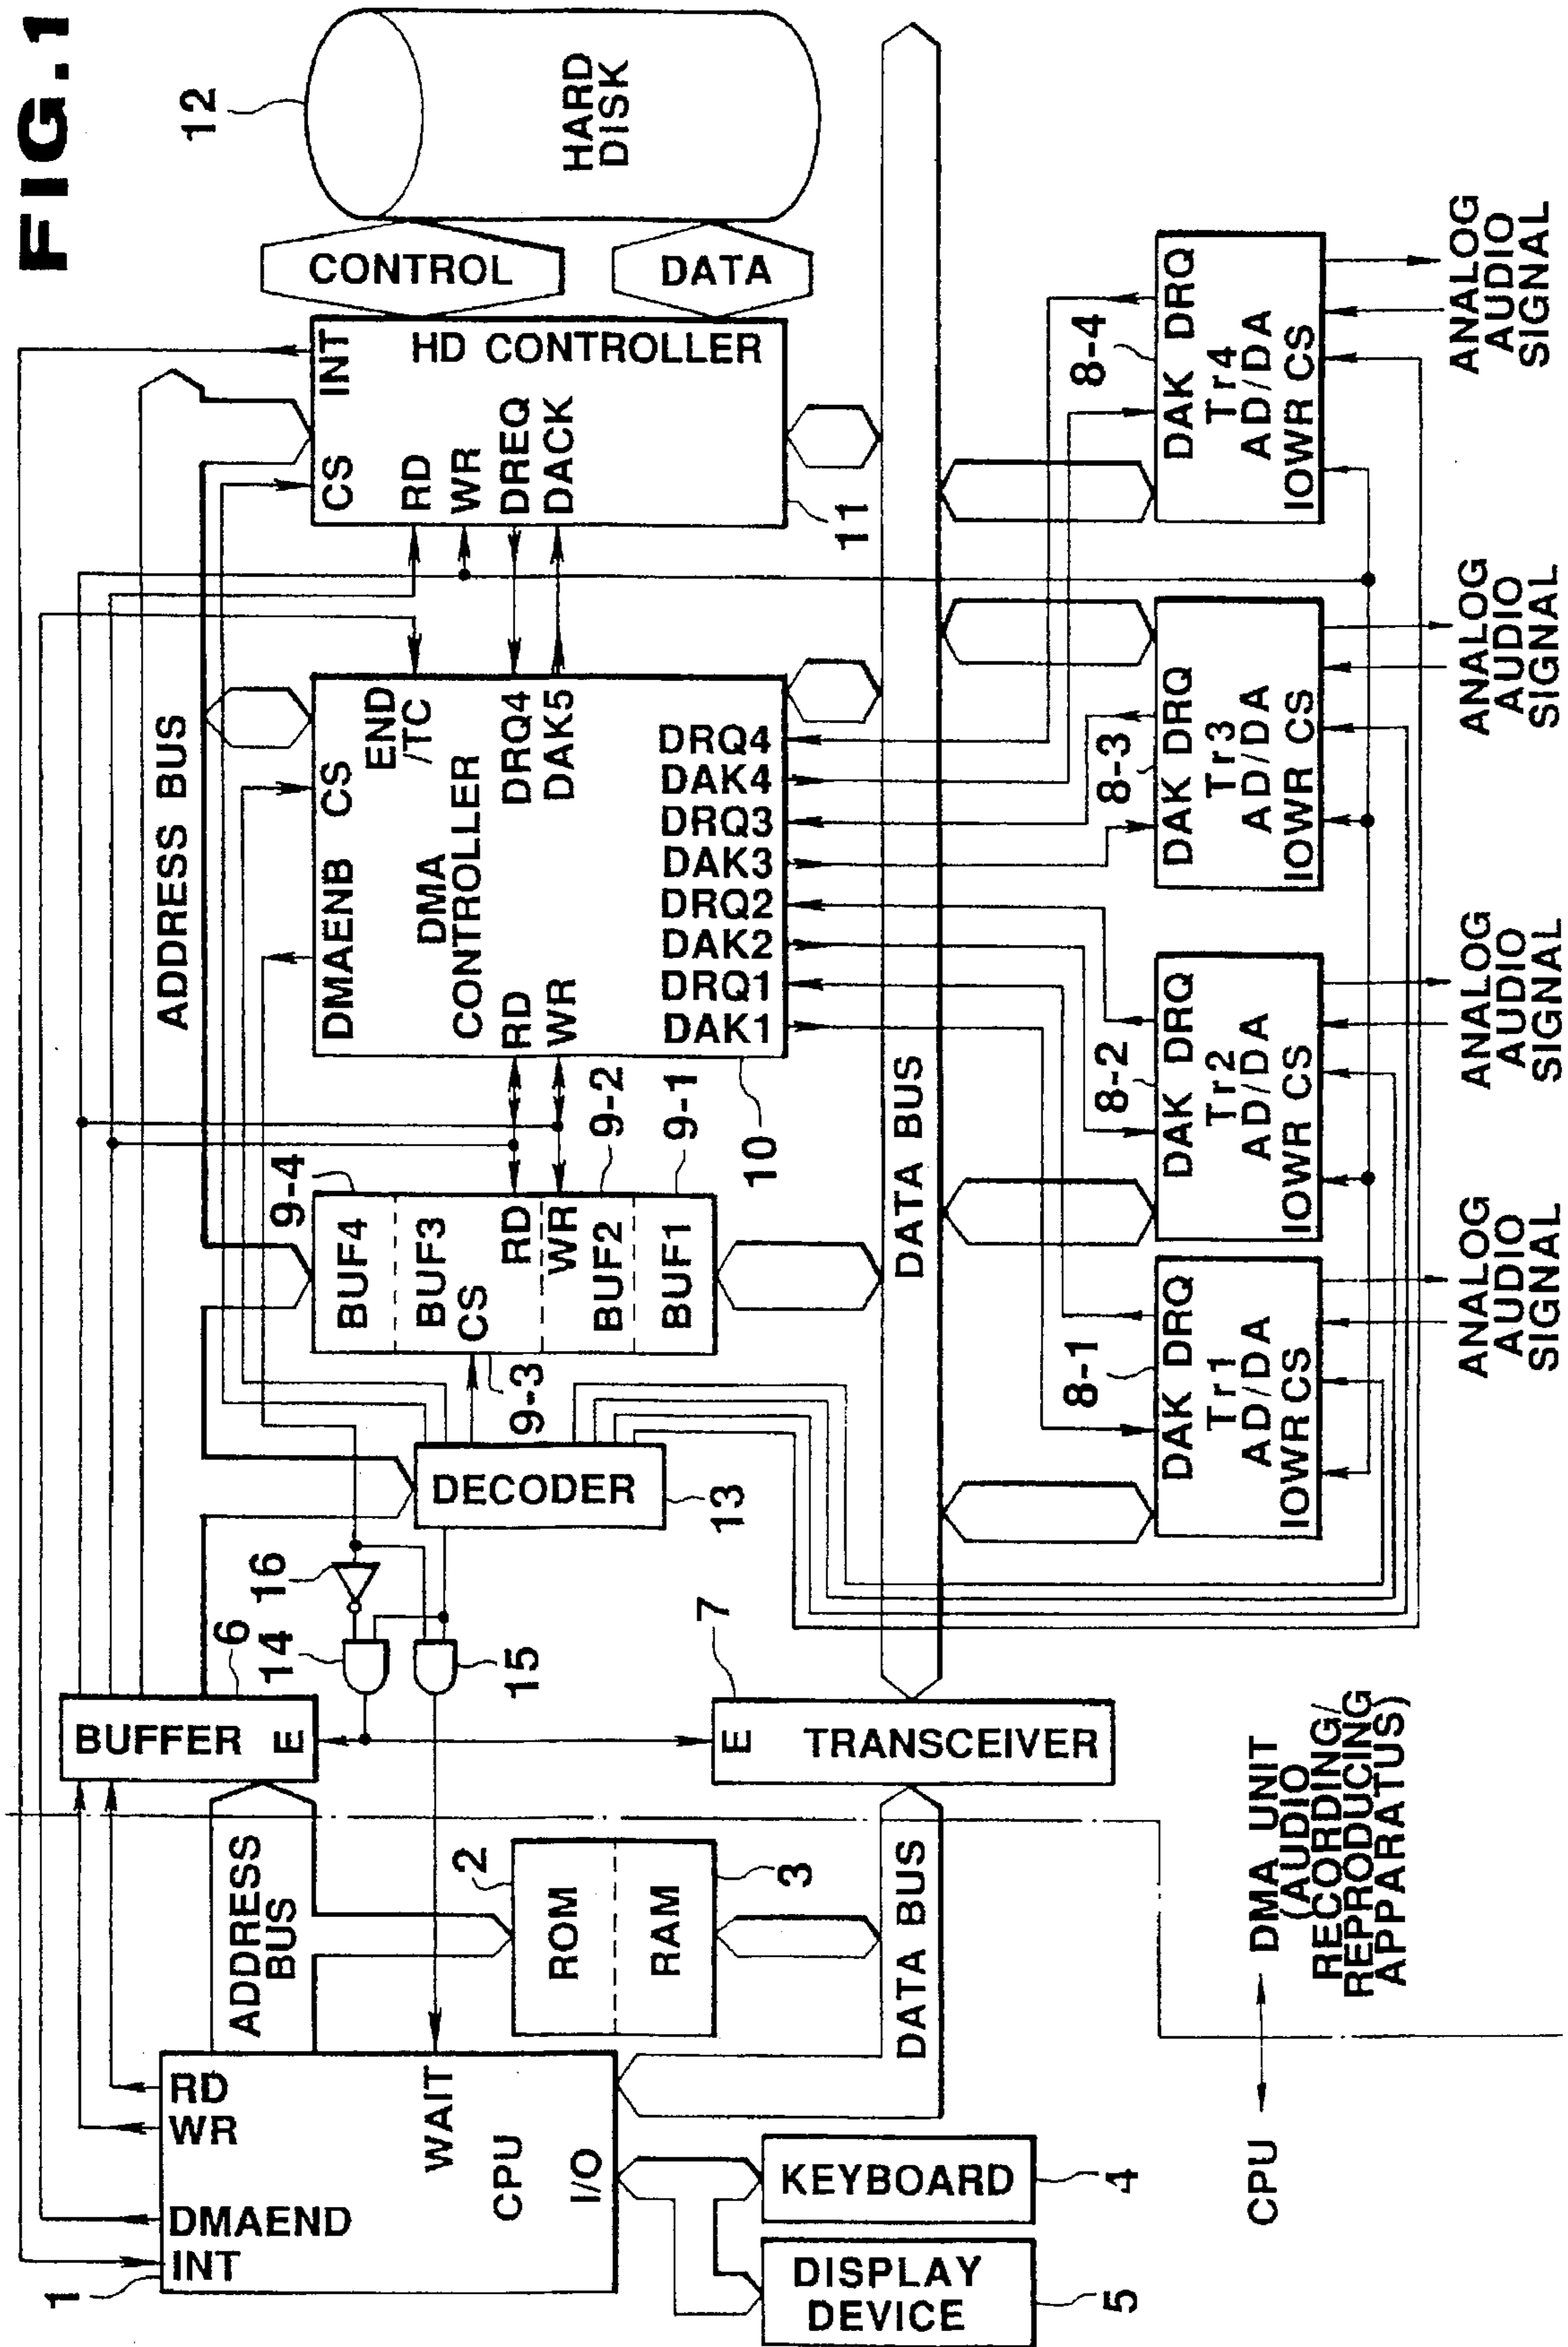 FIG.1
12
HARD
DISK
CONTROL
DATA
INT
HD CONTROLLER
CS
RD
WR
DREQ
DACK
11
ADDRESS BUS
END
/TC
CS
DMAENB
DRQ4
DAK5
DMA
CONTROLLER
RD
WR
DRQ4
DAK4
DRQ3
DAK3
DRQ2
DAK2
DRQ1
DAK1
10
9-4
9-2
9-1
BUF4
BUF3
CS
RD
WR
BUF2
BUF1
9-3
DECODER
13
16
14
15
6
BUFFER E
7
E TRANSCEIVER
DATA BUS
8-4
DAK DRQ
Tr4
AD/DA
IOWR CS
ANALOG
AUDIO
SIGNAL
8-3
DAK DRQ
Tr3
AD/DA
IOWR CS
ANALOG
AUDIO
SIGNAL
8-2
DAK DRQ
Tr2
AD/DA
IOWR CS
ANALOG
AUDIO
SIGNAL
8-1
DAK DRQ
Tr1
AD/DA
IOWR CS
ANALOG
AUDIO
SIGNAL
ADDRESS
BUS
2
ROM
RAM
3
DATA BUS
1
RD
WR
DMAEND
INT
WAIT
CPU
I/O
KEYBOARD
4
DISPLAY
DEVICE
5
CPU
DMA UNIT
(AUDIO
RECORDING/
REPRODUCING
APPARATUS)